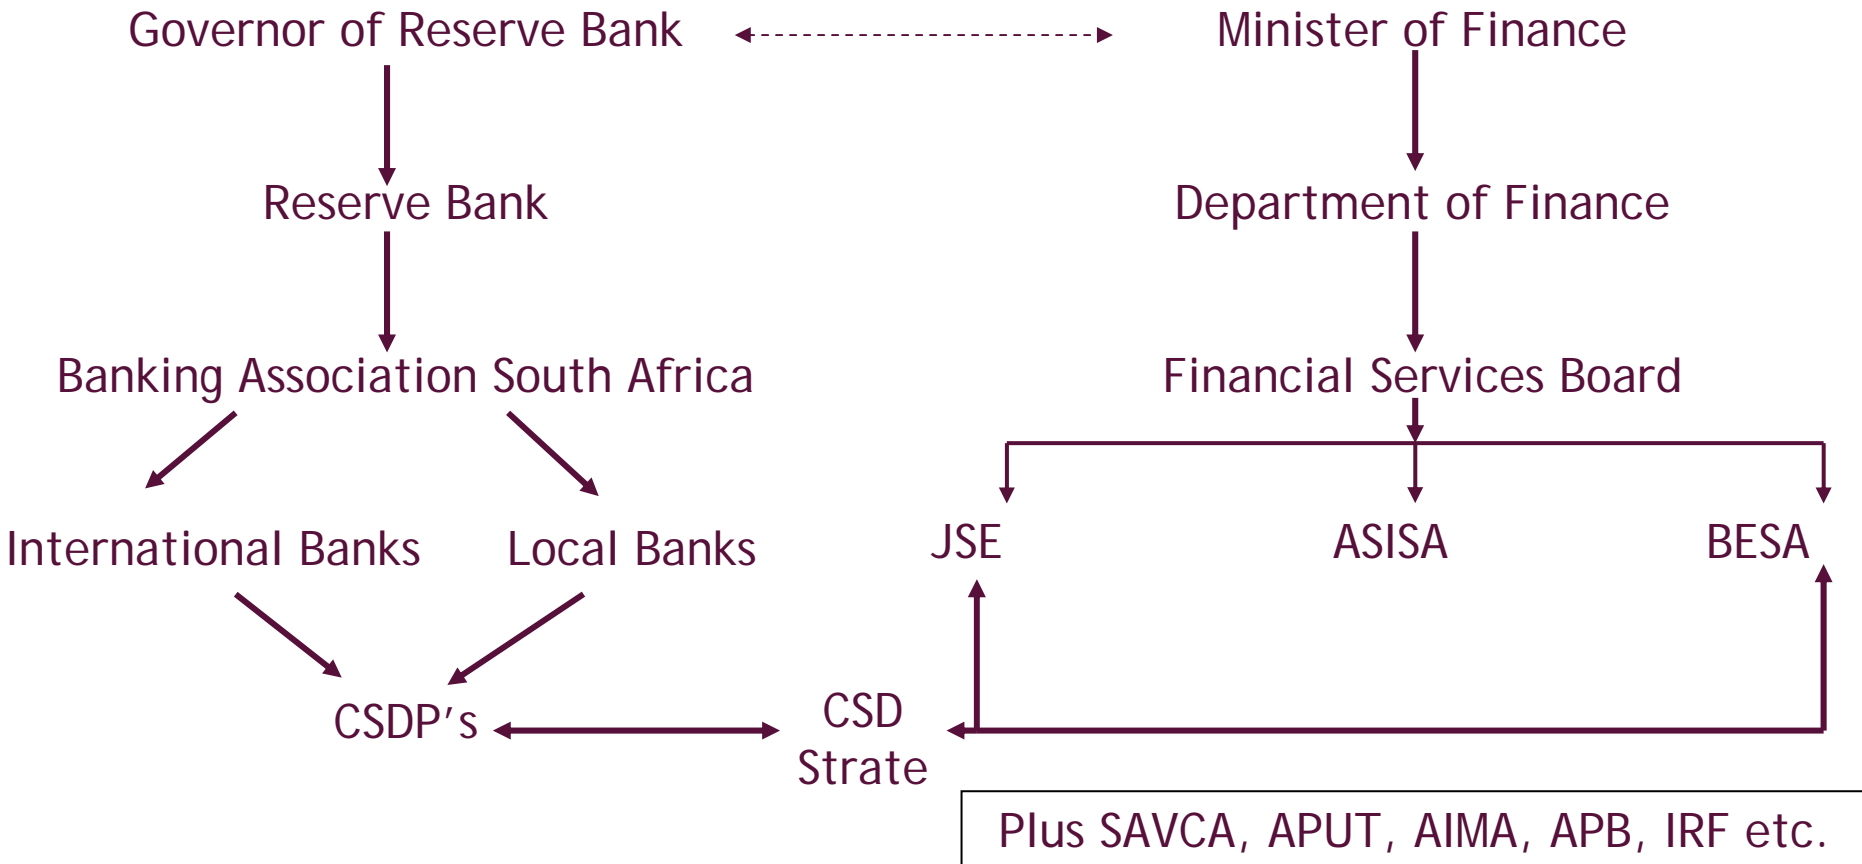 Governor of Reserve Bank
Minister of Finance
Reserve Bank
Department of Finance
Banking Association South Africa
Financial Services Board
International Banks
Local Banks
JSE
ASISA
BESA
CSDP's
CSD
Strate
Plus SAVCA, APUT, AIMA, APB, IRF etc.